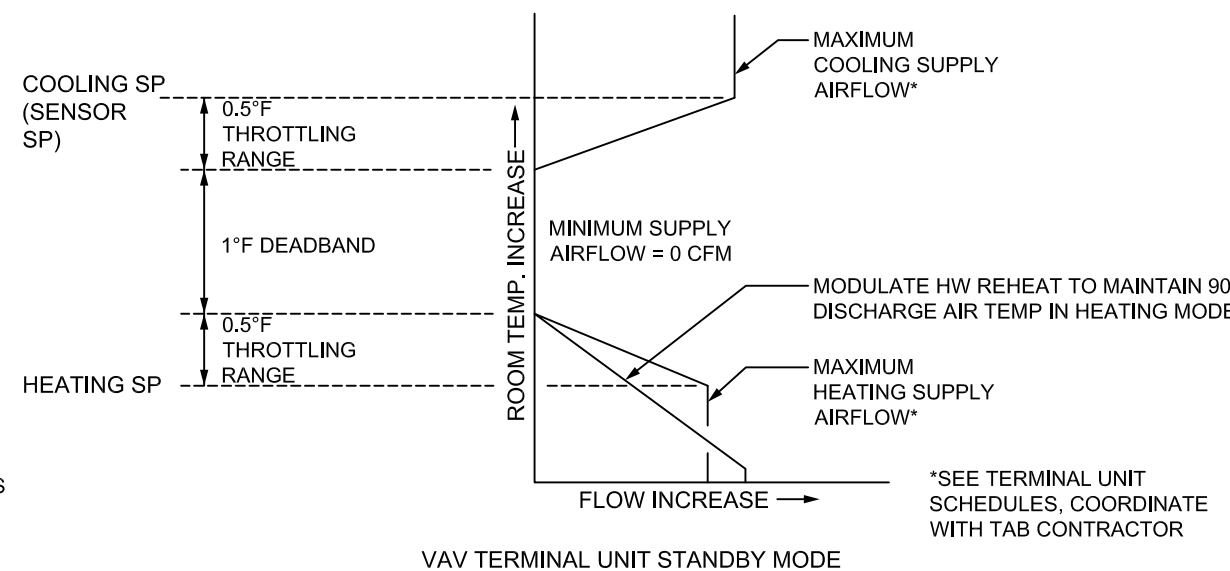 MAXIMUM
COOLING SUPPLY
AIRFLOW*
COOLING SP
(SENSOR
SP)
0.5°F
THROTTLING
RANGE
ROOM TEMP. INCREASE
1°F DEADBAND
MINIMUM SUPPLY
AIRFLOW = 0 CFM
MODULATE HW REHEAT TO MAINTAIN 90
DISCHARGE AIR TEMP IN HEATING MODE
0.5°F
THROTTLING
RANGE
HEATING SP
MAXIMUM
HEATING SUPPLY
AIRFLOW*
S
FLOW INCREASE
*SEE TERMINAL UNIT
SCHEDULES, COORDINATE
WITH TAB CONTRACTOR
VAV TERMINAL UNIT STANDBY MODE